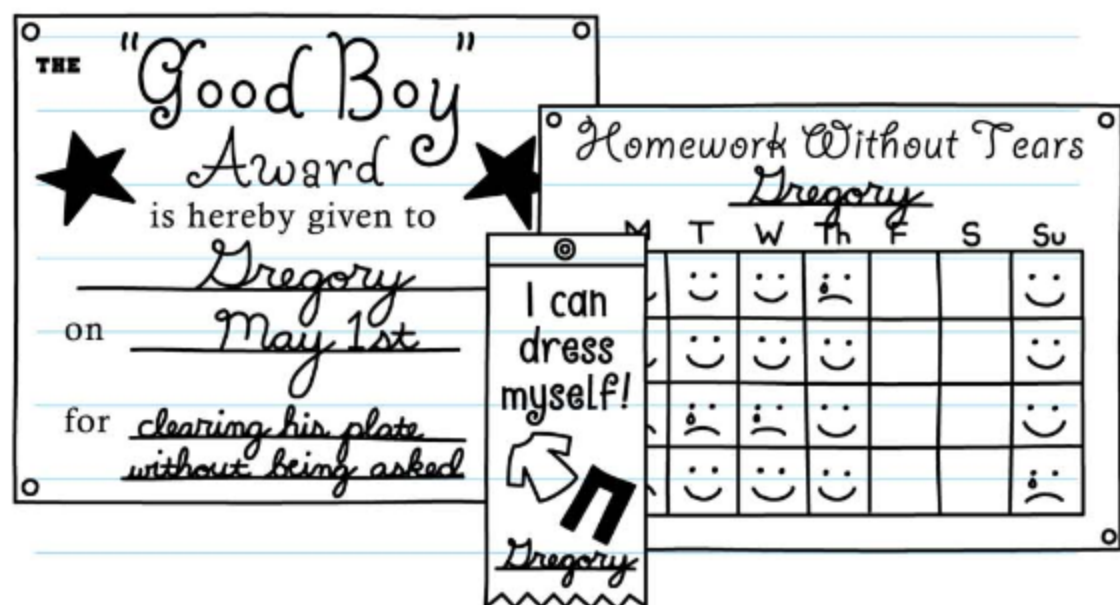 THE "Good Boy"
Award
is hereby given to
Gregory
on May 1st
for clearing his plate
without being asked
I can
dress
myself!
Gregory
Homework Without Tears
Gregory
M T W Th F S Su